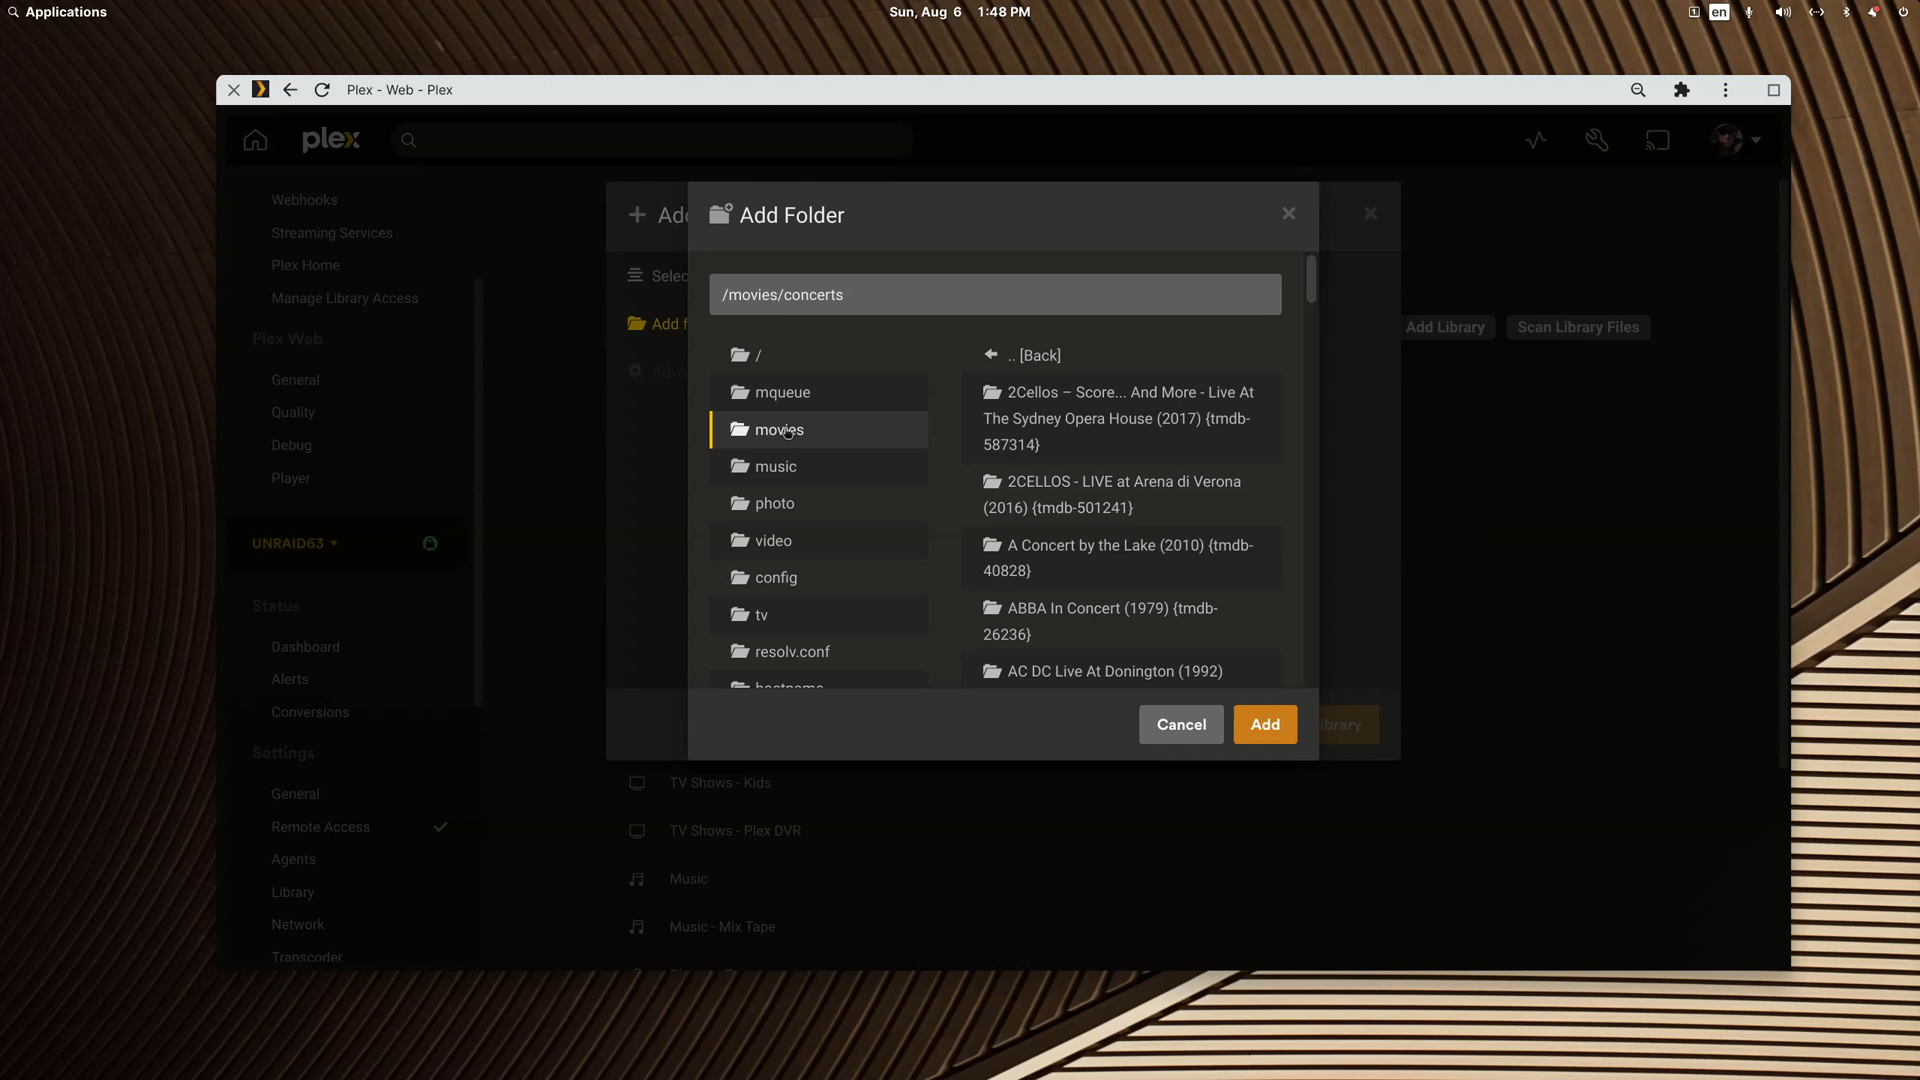 Applications
Sun, Aug 6 1:48 PM
1
en
Plex - Web - Plex
plex
Webhooks
Streaming Services
Plex Home
Manage Library Access
Plex Web
General
Quality
Debug
Player
UNRAID63
Status
Dashboard
Alerts
Conversions
Settings
General
Remote Access
Agents
Library
Network
Transcoder
Add Library
Scan Library Files
Add Folder
/movies/concerts
/
mqueue
movies
music
photo
video
config
tv
resolv.conf
hostname
.. [Back]
2Cellos – Score... And More - Live At
The Sydney Opera House (2017) {tmdb-
587314}
2CELLOS - LIVE at Arena di Verona
(2016) {tmdb-501241}
A Concert by the Lake (2010) {tmdb-
40828}
ABBA In Concert (1979) {tmdb-
26236}
AC DC Live At Donington (1992)
Cancel
Add
TV Shows - Kids
TV Shows - Plex DVR
Music
Music - Mix Tape